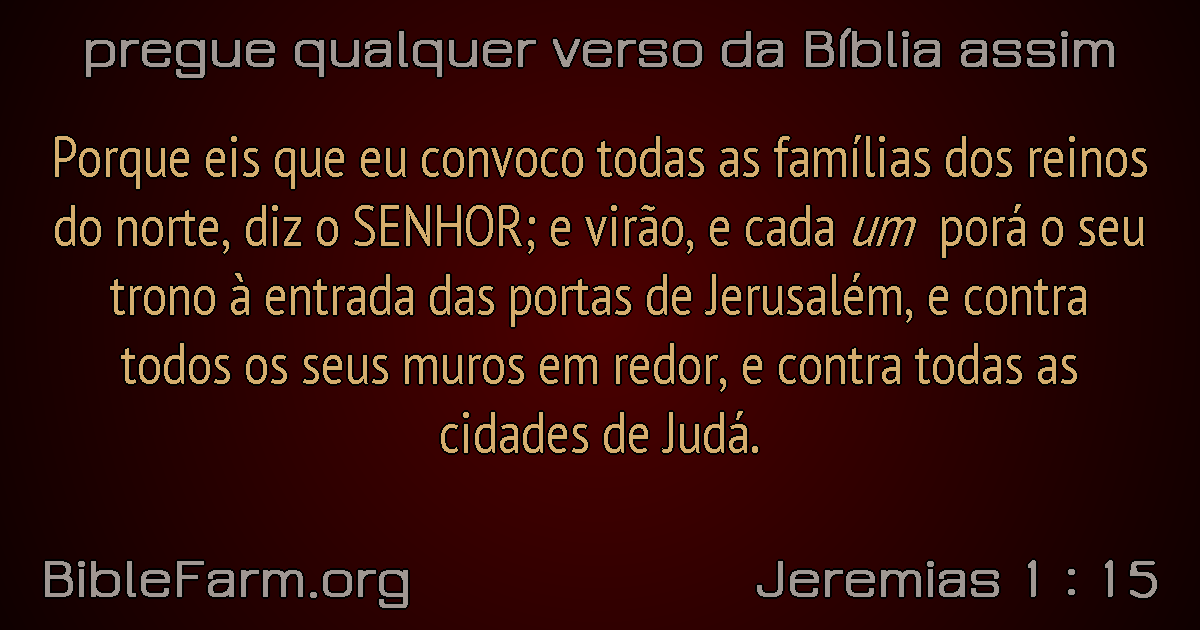 pregue qualquer verso da Bíblia assim
Porque eis que eu convoco todas as famílias dos reinos
do norte, diz o SENHOR; e virão, e cada um porá o seu
trono à entrada das portas de Jerusalém, e contra
todos os seus muros em redor, e contra todas as
cidades de Judá.
BibleFarm.org
Jeremias 1 : 15